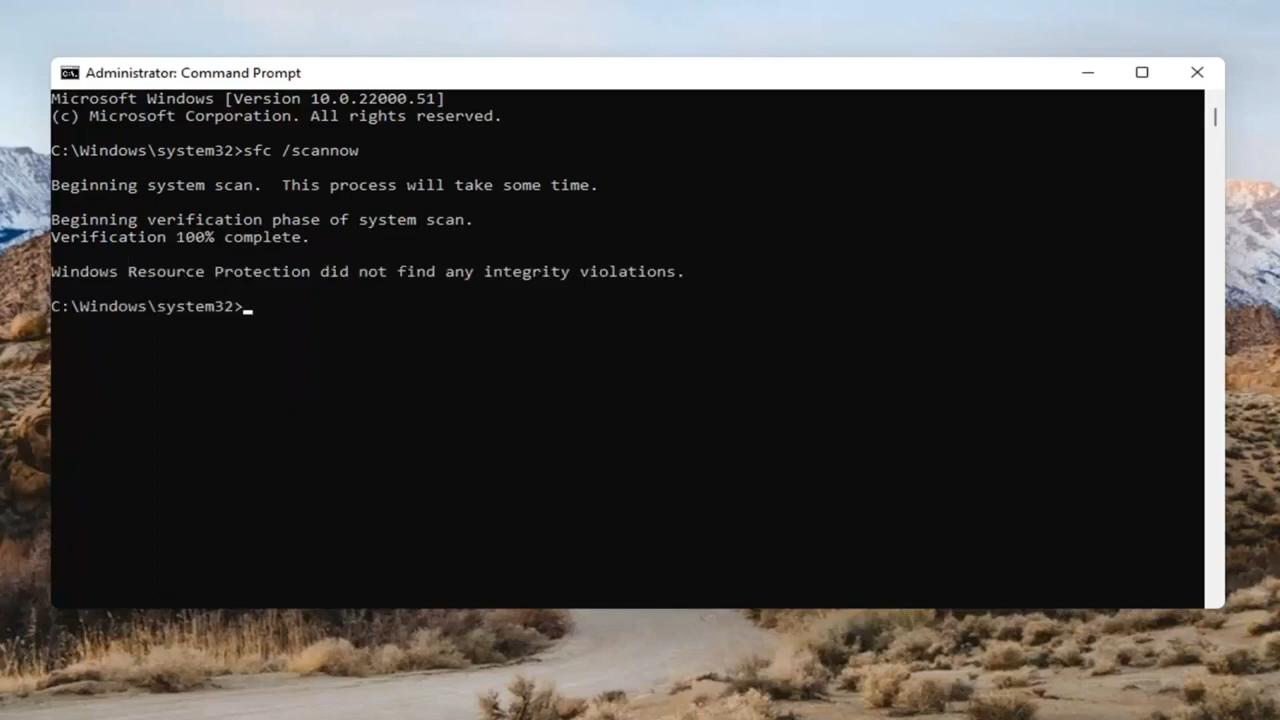 Administrator: Command Prompt
Microsoft Windows [Version 10.0.22000.51]
(c) Microsoft Corporation. All rights reserved.
C:\Windows\system32>sfc /scannow
Beginning system scan.  This process will take some time.
Beginning verification phase of system scan.
Verification 100% complete.
Windows Resource Protection did not find any integrity violations.
C:\Windows\system32>